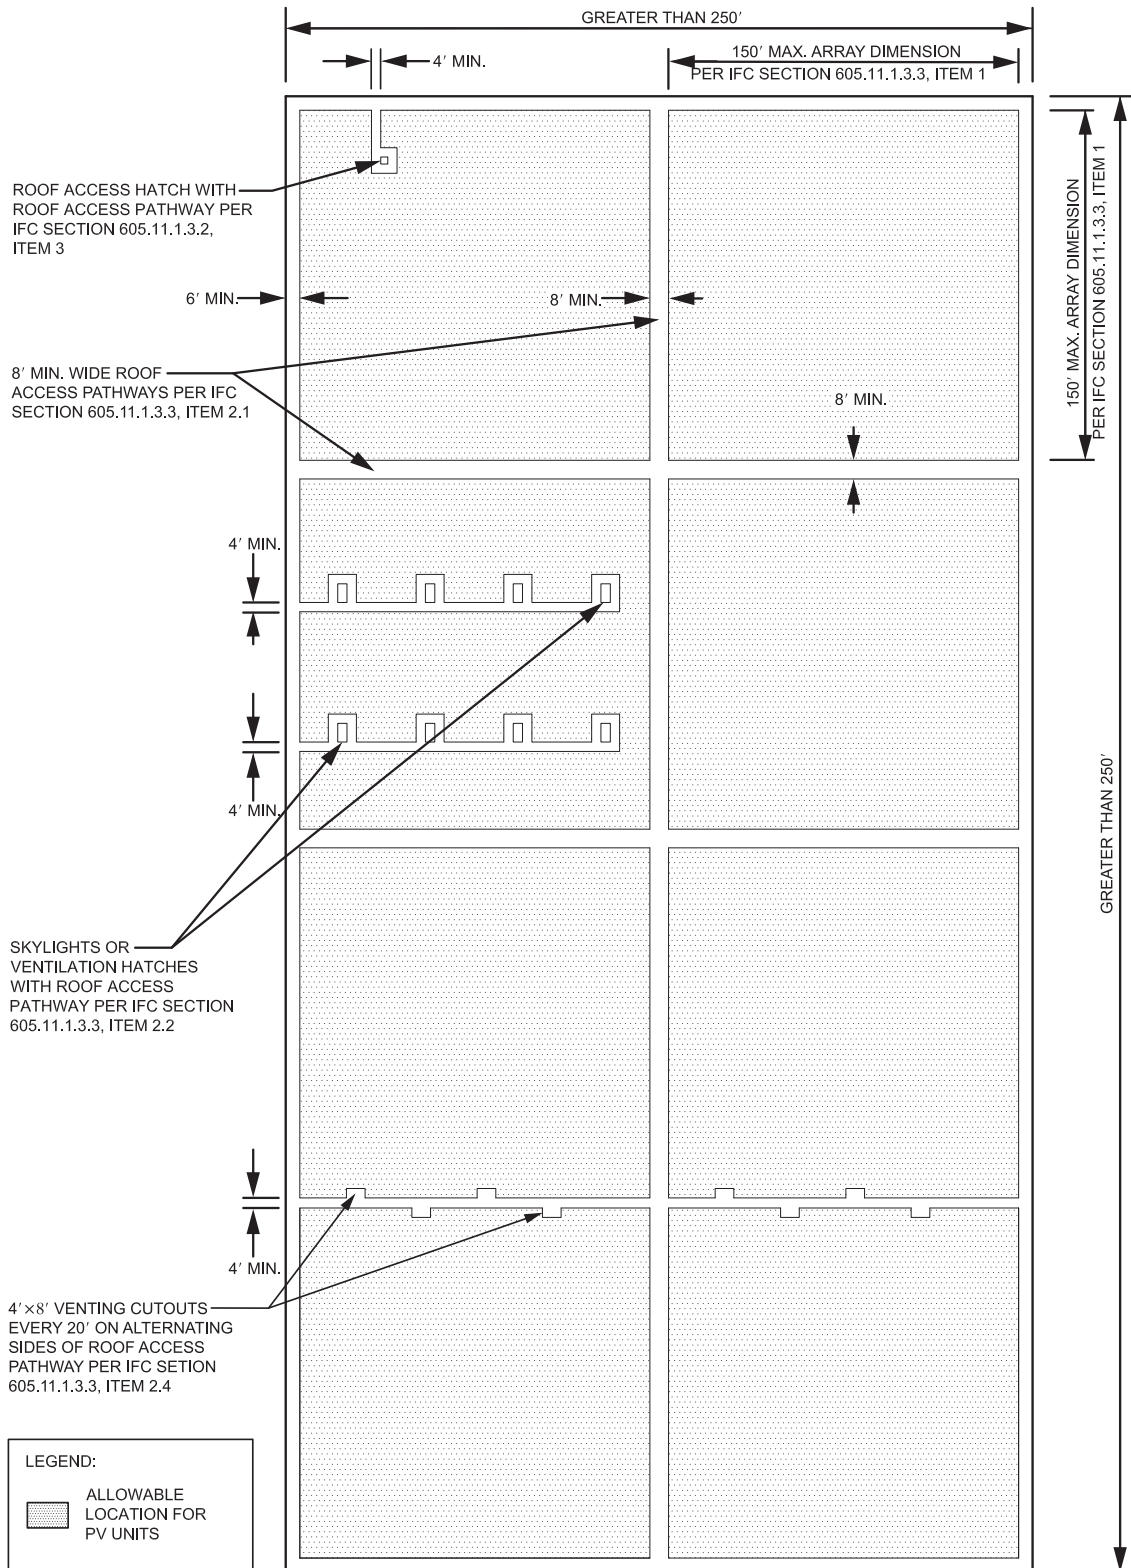 GREATER THAN 250′
4′ MIN.
150′ MAX. ARRAY DIMENSION
PER IFC SECTION 605.11.1.3.3, ITEM 1
ROOF ACCESS HATCH WITH
ROOF ACCESS PATHWAY PER
IFC SECTION 605.11.1.3.2,
ITEM 3
150′ MAX. ARRAY DIMENSION
PER IFC SECTION 605.11.1.3.3, ITEM 1
6′ MIN.
8′ MIN.
8′ MIN. WIDE ROOF
ACCESS PATHWAYS PER IFC
SECTION 605.11.1.3.3, ITEM 2.1
8′ MIN.
4′ MIN.
4′ MIN.
GREATER THAN 250′
SKYLIGHTS OR
VENTILATION HATCHES
WITH ROOF ACCESS
PATHWAY PER IFC SECTION
605.11.1.3.3, ITEM 2.2
4′ MIN.
4′×8′ VENTING CUTOUTS
EVERY 20′ ON ALTERNATING
SIDES OF ROOF ACCESS
PATHWAY PER IFC SETION
605.11.1.3.3, ITEM 2.4
LEGEND:
ALLOWABLE
LOCATION FOR
PV UNITS